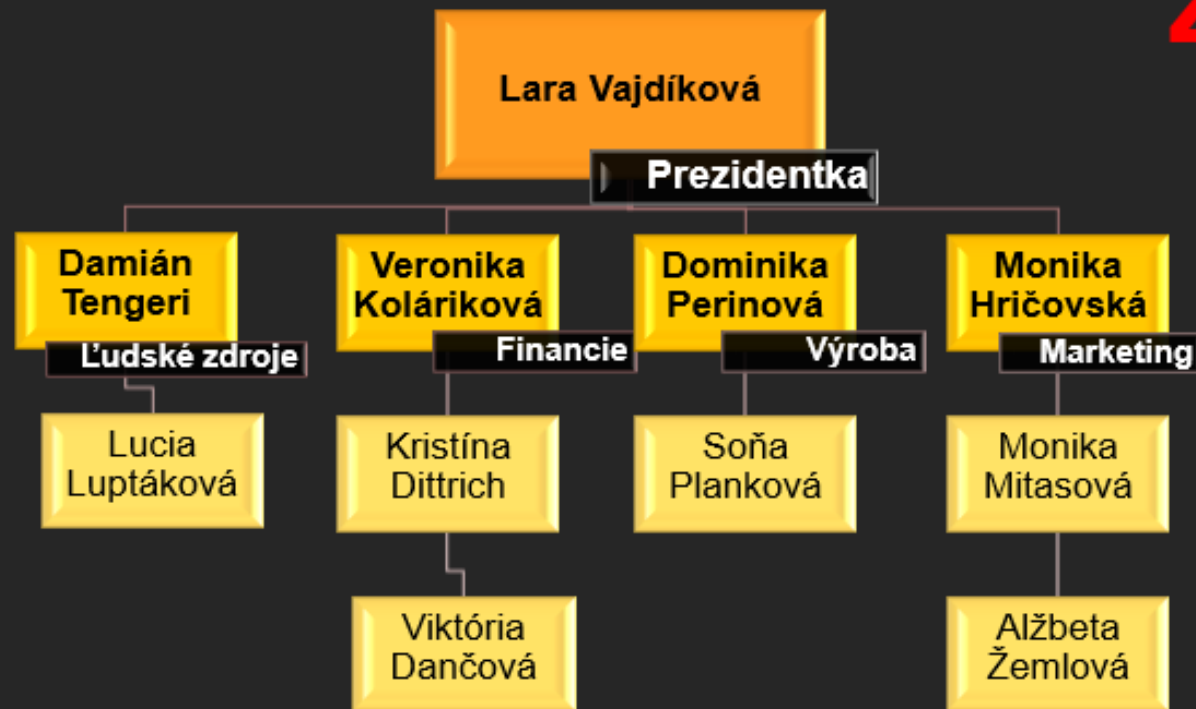 Lara Vajdíková
Prezidentka
Damián
Tengeri
Ľudské zdroje
Veronika
Koláriková
Financie
Dominika
Perinová
Výroba
Monika
Hričovská
Marketing
Lucia
Luptáková
Kristína
Dittrich
Soňa
Planková
Monika
Mitasová
Viktória
Dančová
Alžbeta
Žemlová